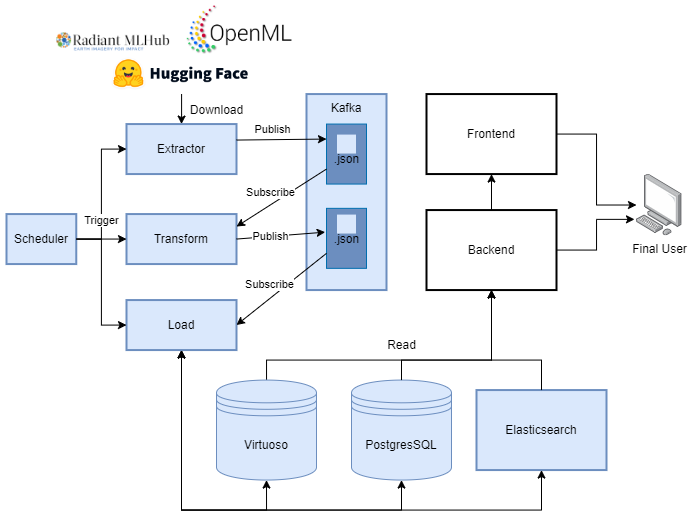 OpenML
Radiant MLHub
EARTH IMAGERY FOR IMPACT
Hugging Face
Download
Kafka
Publish
Extractor
.json
Frontend
Subscribe
Trigger
Scheduler
Transform
Publish
.json
Backend
Final User
Subscribe
Load
Read
Virtuoso
PostgresSQL
Elasticsearch